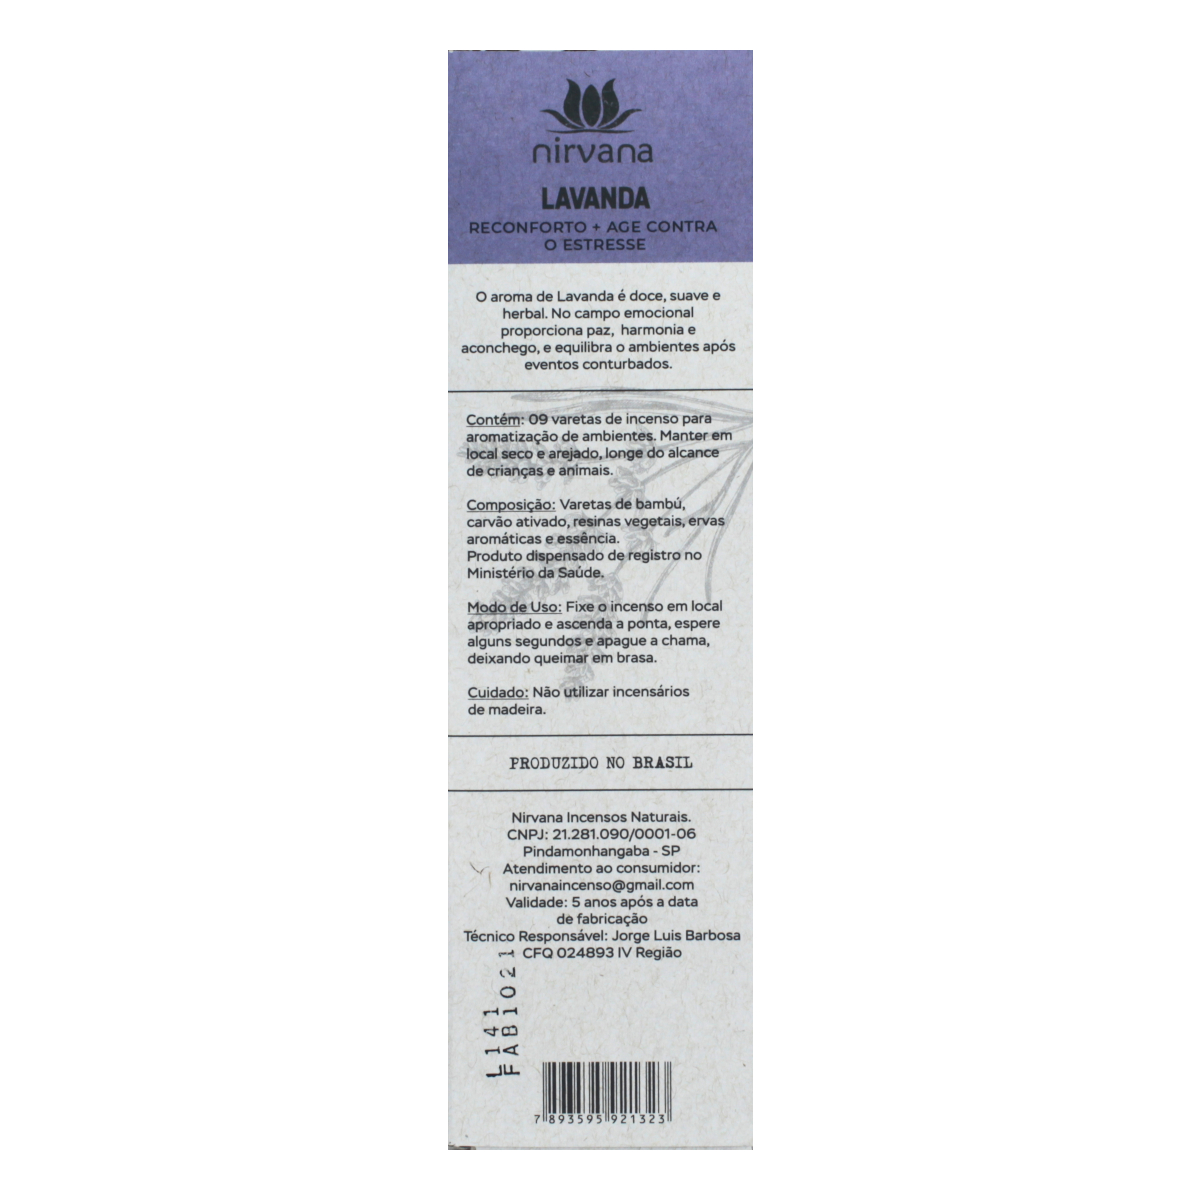 nirvana
LAVANDA
RECONFORTO + AGE CONTRA
O ESTRESSE
O aroma de Lavanda é doce, suave e
herbal. No campo emocional
proporciona paz, harmonia e
aconchego, e equilibra o ambientes após
eventos conturbados.
Contém: 09 varetas de incenso para
aromatização de ambientes. Manter em
local seco e arejado, longe do alcance
de crianças e animais.
Composição: Varetas de bambú,
carvão ativado, resinas vegetais, ervas
aromáticas e essência.
Produto dispensado de registro no
Ministério da Saúde.
Modo de Uso: Fixe o incenso em local
apropriado e ascenda a ponta, espere
alguns segundos e apague a chama,
deixando queimar em brasa.
Cuidado: Não utilizar incensários
de madeira.
PRODUZIDO NO BRASIL
Nirvana Incensos Naturais.
CNPJ: 21.281.090/0001-06
Pindamonhangaba - SP
Atendimento ao consumidor:
nirvanaincenso@gmail.com
Validade: 5 anos após a data
de fabricação
Técnico Responsável: Jorge Luis Barbosa
CFQ 024893 IV Região
L141
FAB10211
7 893595 921323